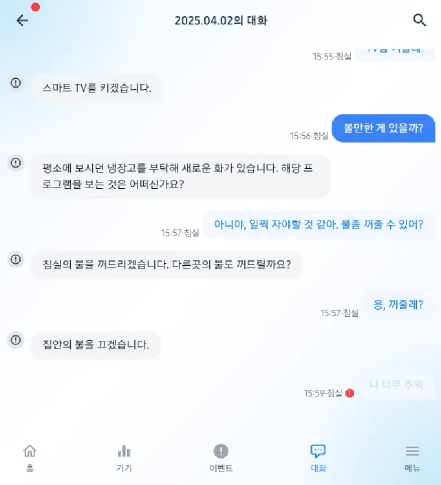 2025.04.02의 대화
15:55·침실
스마트 TV를 키겠습니다.
볼만한 게 있을까?
15:56·침실
평소에 보시던 냉장고를 부탁해 새로운 화가 있습니다. 해당 프
로그램을 보는 것은 어떠신가요?
아니야, 일찍 자야할 것 같아. 불좀 꺼줄 수 있어?
15:57·침실
침실의 불을 꺼드리겠습니다. 다른곳의 불도 꺼드릴까요?
응, 꺼줄래?
15:57·침실
집안의 불을 끄겠습니다.
나 너무 추워
15:59·침실
홈
기기
이벤트
대화
메뉴